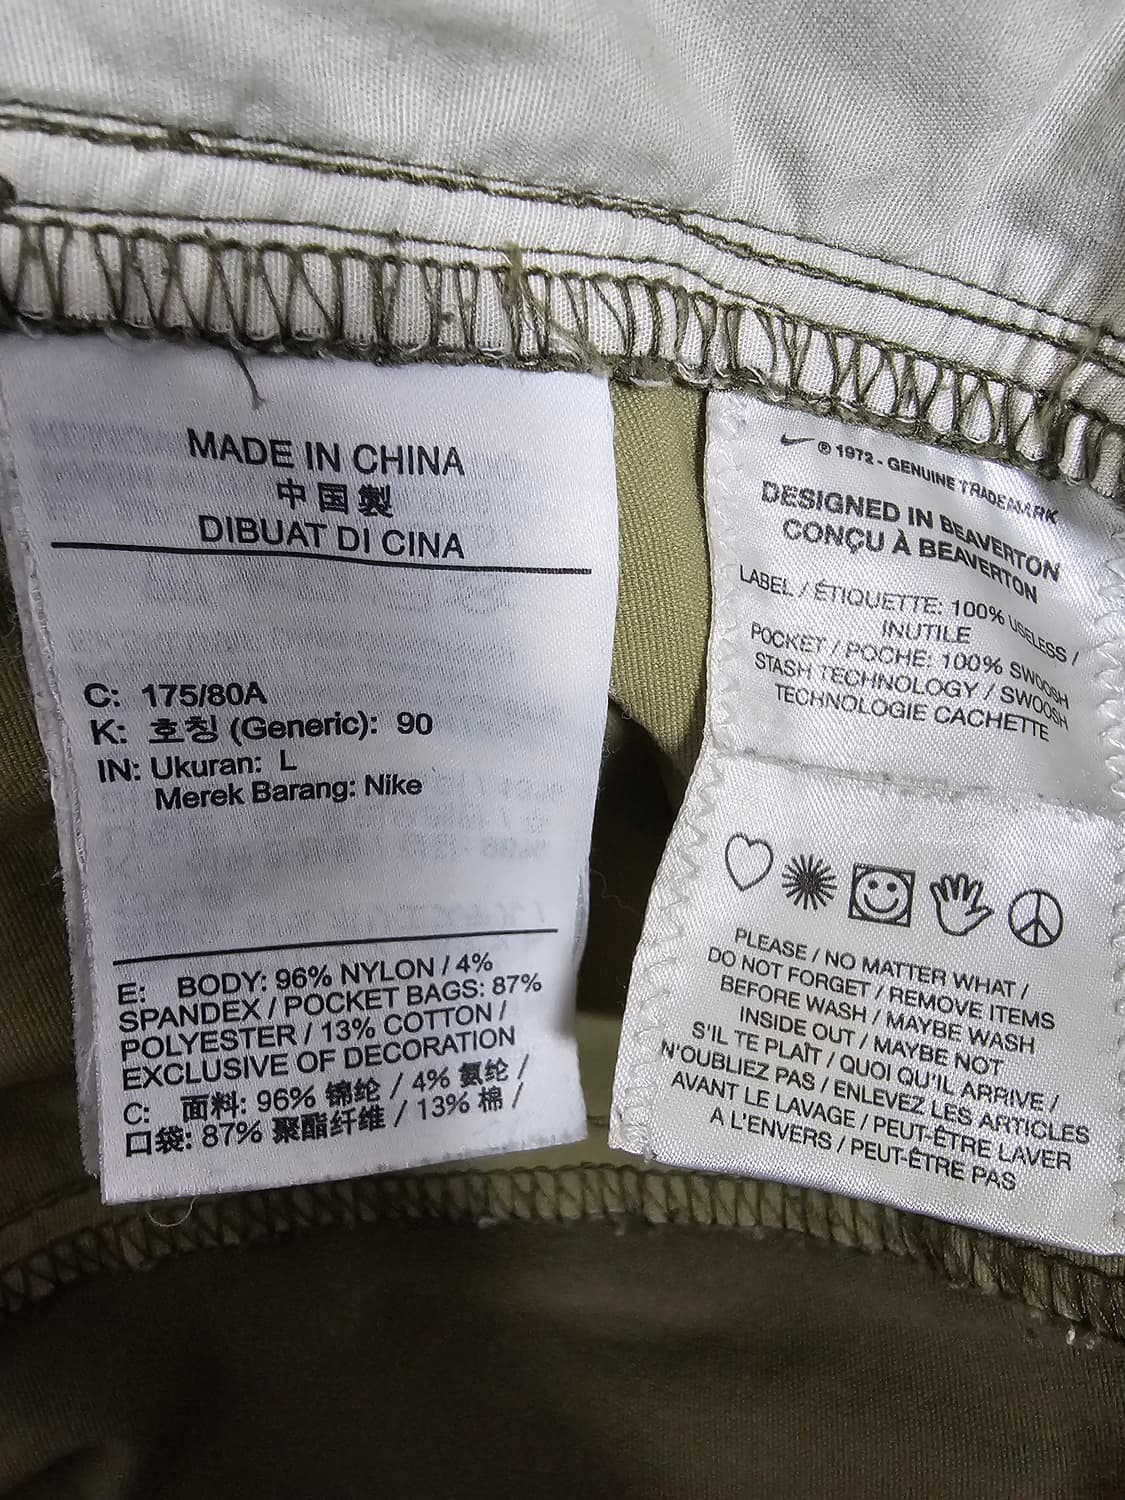 MADE IN CHINA
中国製
DIBUAT DI CINA
C: 175/80A
K: 호칭 (Generic): 90
IN: Ukuran: L
Merek Barang: Nike
E: BODY: 96% NYLON / 4%
SPANDEX / POCKET BAGS: 87%
POLYESTER / 13% COTTON /
EXCLUSIVE OF DECORATION
C: 面料: 96% 锦纶 / 4% 氨纶 /
口袋: 87% 聚酯纤维 / 13% 棉 /
® 1972 - GENUINE TRADEMARK
DESIGNED IN BEAVERTON
CONÇU À BEAVERTON
LABEL / ÉTIQUETTE: 100% USELESS /
INUTILE
POCKET / POCHE: 100% SWOOSH
STASH TECHNOLOGY / SWOOSH
TECHNOLOGIE CACHETTE
PLEASE / NO MATTER WHAT /
DO NOT FORGET / REMOVE ITEMS
BEFORE WASH / MAYBE WASH
INSIDE OUT / MAYBE NOT
S'IL TE PLAÎT / QUOI QU'IL ARRIVE /
N'OUBLIEZ PAS / ENLEVEZ LES ARTICLES
AVANT LE LAVAGE / PEUT-ÊTRE LAVER
A L'ENVERS / PEUT-ÊTRE PAS